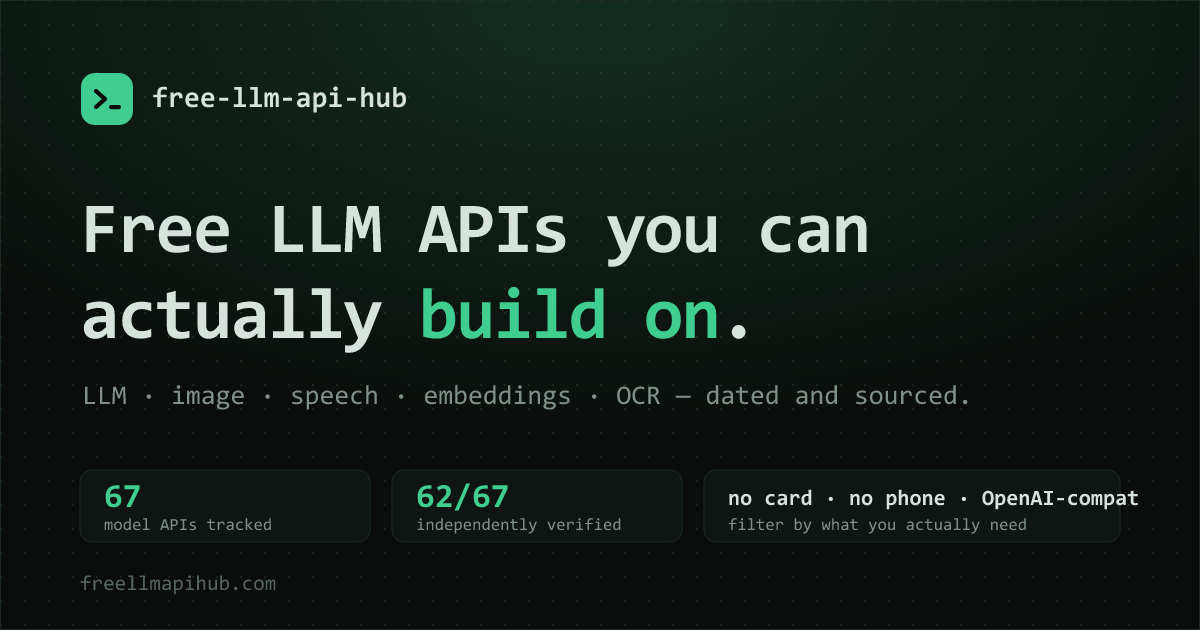 free-llm-api-hub
Free LLM APIs you can
actually build on.
LLM · image · speech · embeddings · OCR — dated and sourced.
67
model APIs tracked
62/67
independently verified
no card · no phone · OpenAI-compat
filter by what you actually need
freellmapihub.com